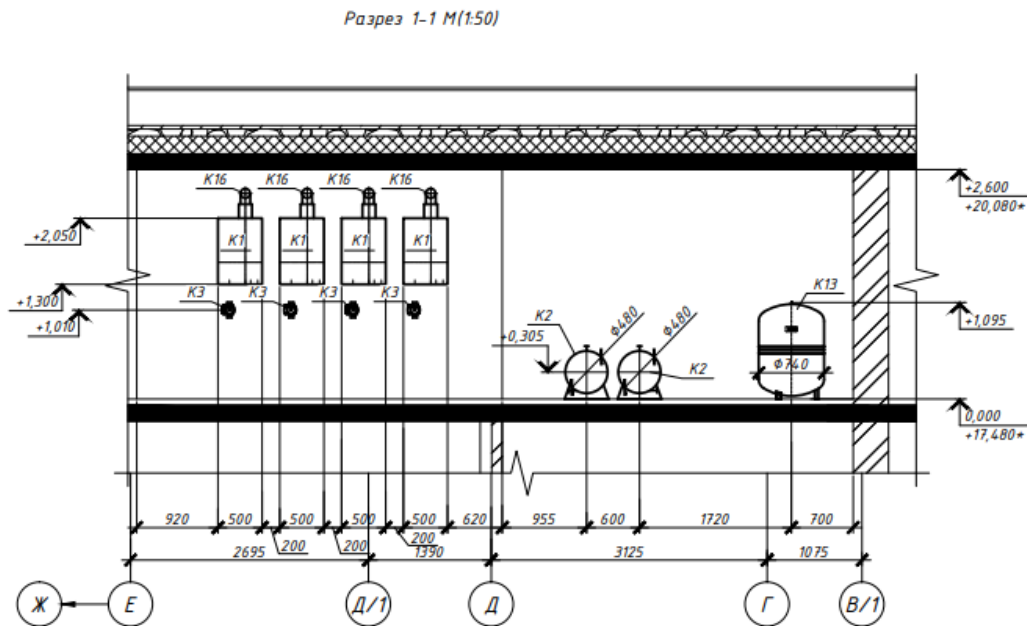 Разрез 1-1 М(1:50)
К16 К16 К16 К16
+2,600
+20,080*
+2,050
К1 К1 К1 К1
К3 К3 К3 К3
+1,300
+1,010
К13
+1,095
К2 ϕ480 ϕ480
+0,305
К2
ϕ740
0,000
+17,480*
920 500 500 500 500 620 955 600 1720 700
200 200 200
2695 1390 3125 1075
Ж Е Д/1 Д Г В/1